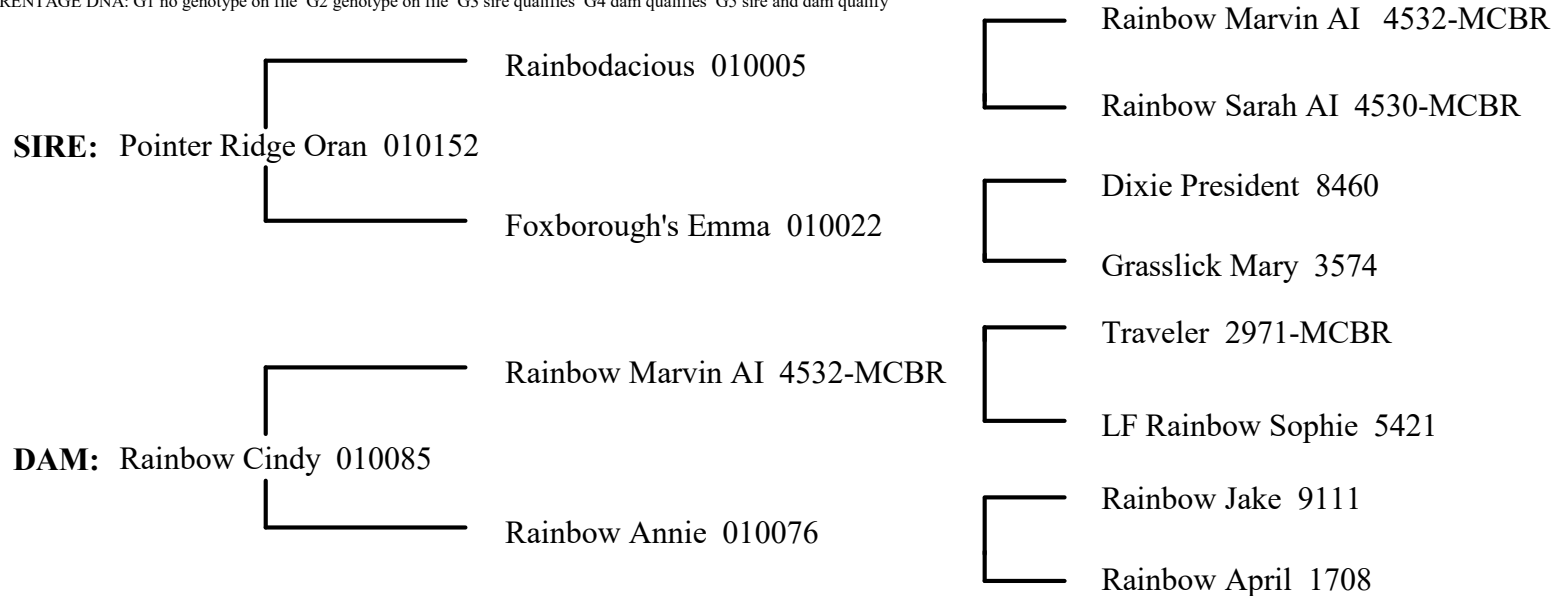 RENTAGE DNA: G1 no genotype on file G2 genotype on file G3 sire qualifies G4 dam qualifies G5 sire and dam qualify
Rainbow Marvin AI 4532-MCBR
Rainbodacious 010005
Rainbow Sarah AI 4530-MCBR
SIRE: Pointer Ridge Oran 010152
Dixie President 8460
Foxborough's Emma 010022
Grasslick Mary 3574
Traveler 2971-MCBR
Rainbow Marvin AI 4532-MCBR
LF Rainbow Sophie 5421
DAM: Rainbow Cindy 010085
Rainbow Jake 9111
Rainbow Annie 010076
Rainbow April 1708